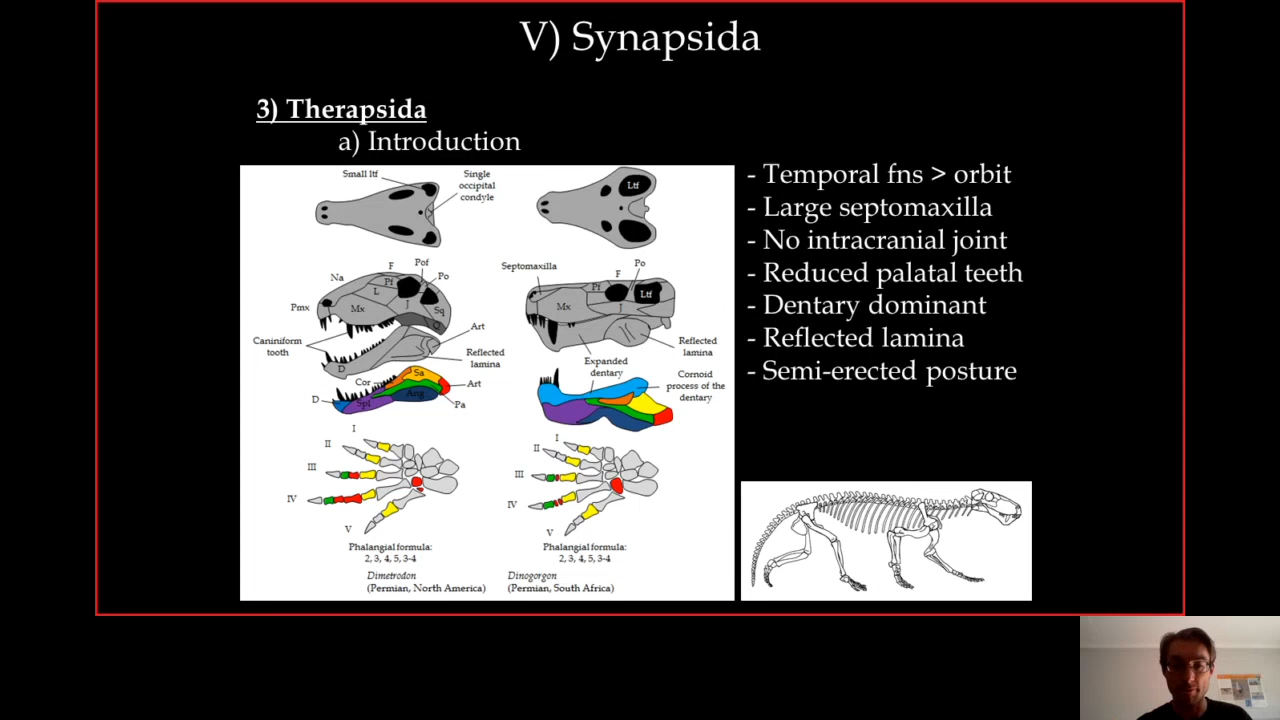 V) Synapsida
3) Therapsida
a) Introduction
Small ltf
Single
occipital
condyle
Ltf
Na
F
Pof
Pf
Po
L
J
Pmx
Mx
Sq
Q
Art
Caniniform
tooth
D
Reflected
lamina
Cor
Sa
Art
D
Spl
Ang
Pa
Septomaxilla
Po
F
Pf
Ltf
Mx
J
Reflected
lamina
Expanded
dentary
Cornoid
process of the
dentary
I
II
III
IV
V
Phalangial formula:
2, 3, 4, 5, 3-4
Dimetrodon
(Permian, North America)
I
II
III
IV
V
Phalangial formula:
2, 3, 4, 5, 3-4
Dinogorgon
(Permian, South Africa)
- Temporal fns > orbit
- Large septomaxilla
- No intracranial joint
- Reduced palatal teeth
- Dentary dominant
- Reflected lamina
- Semi-erected posture